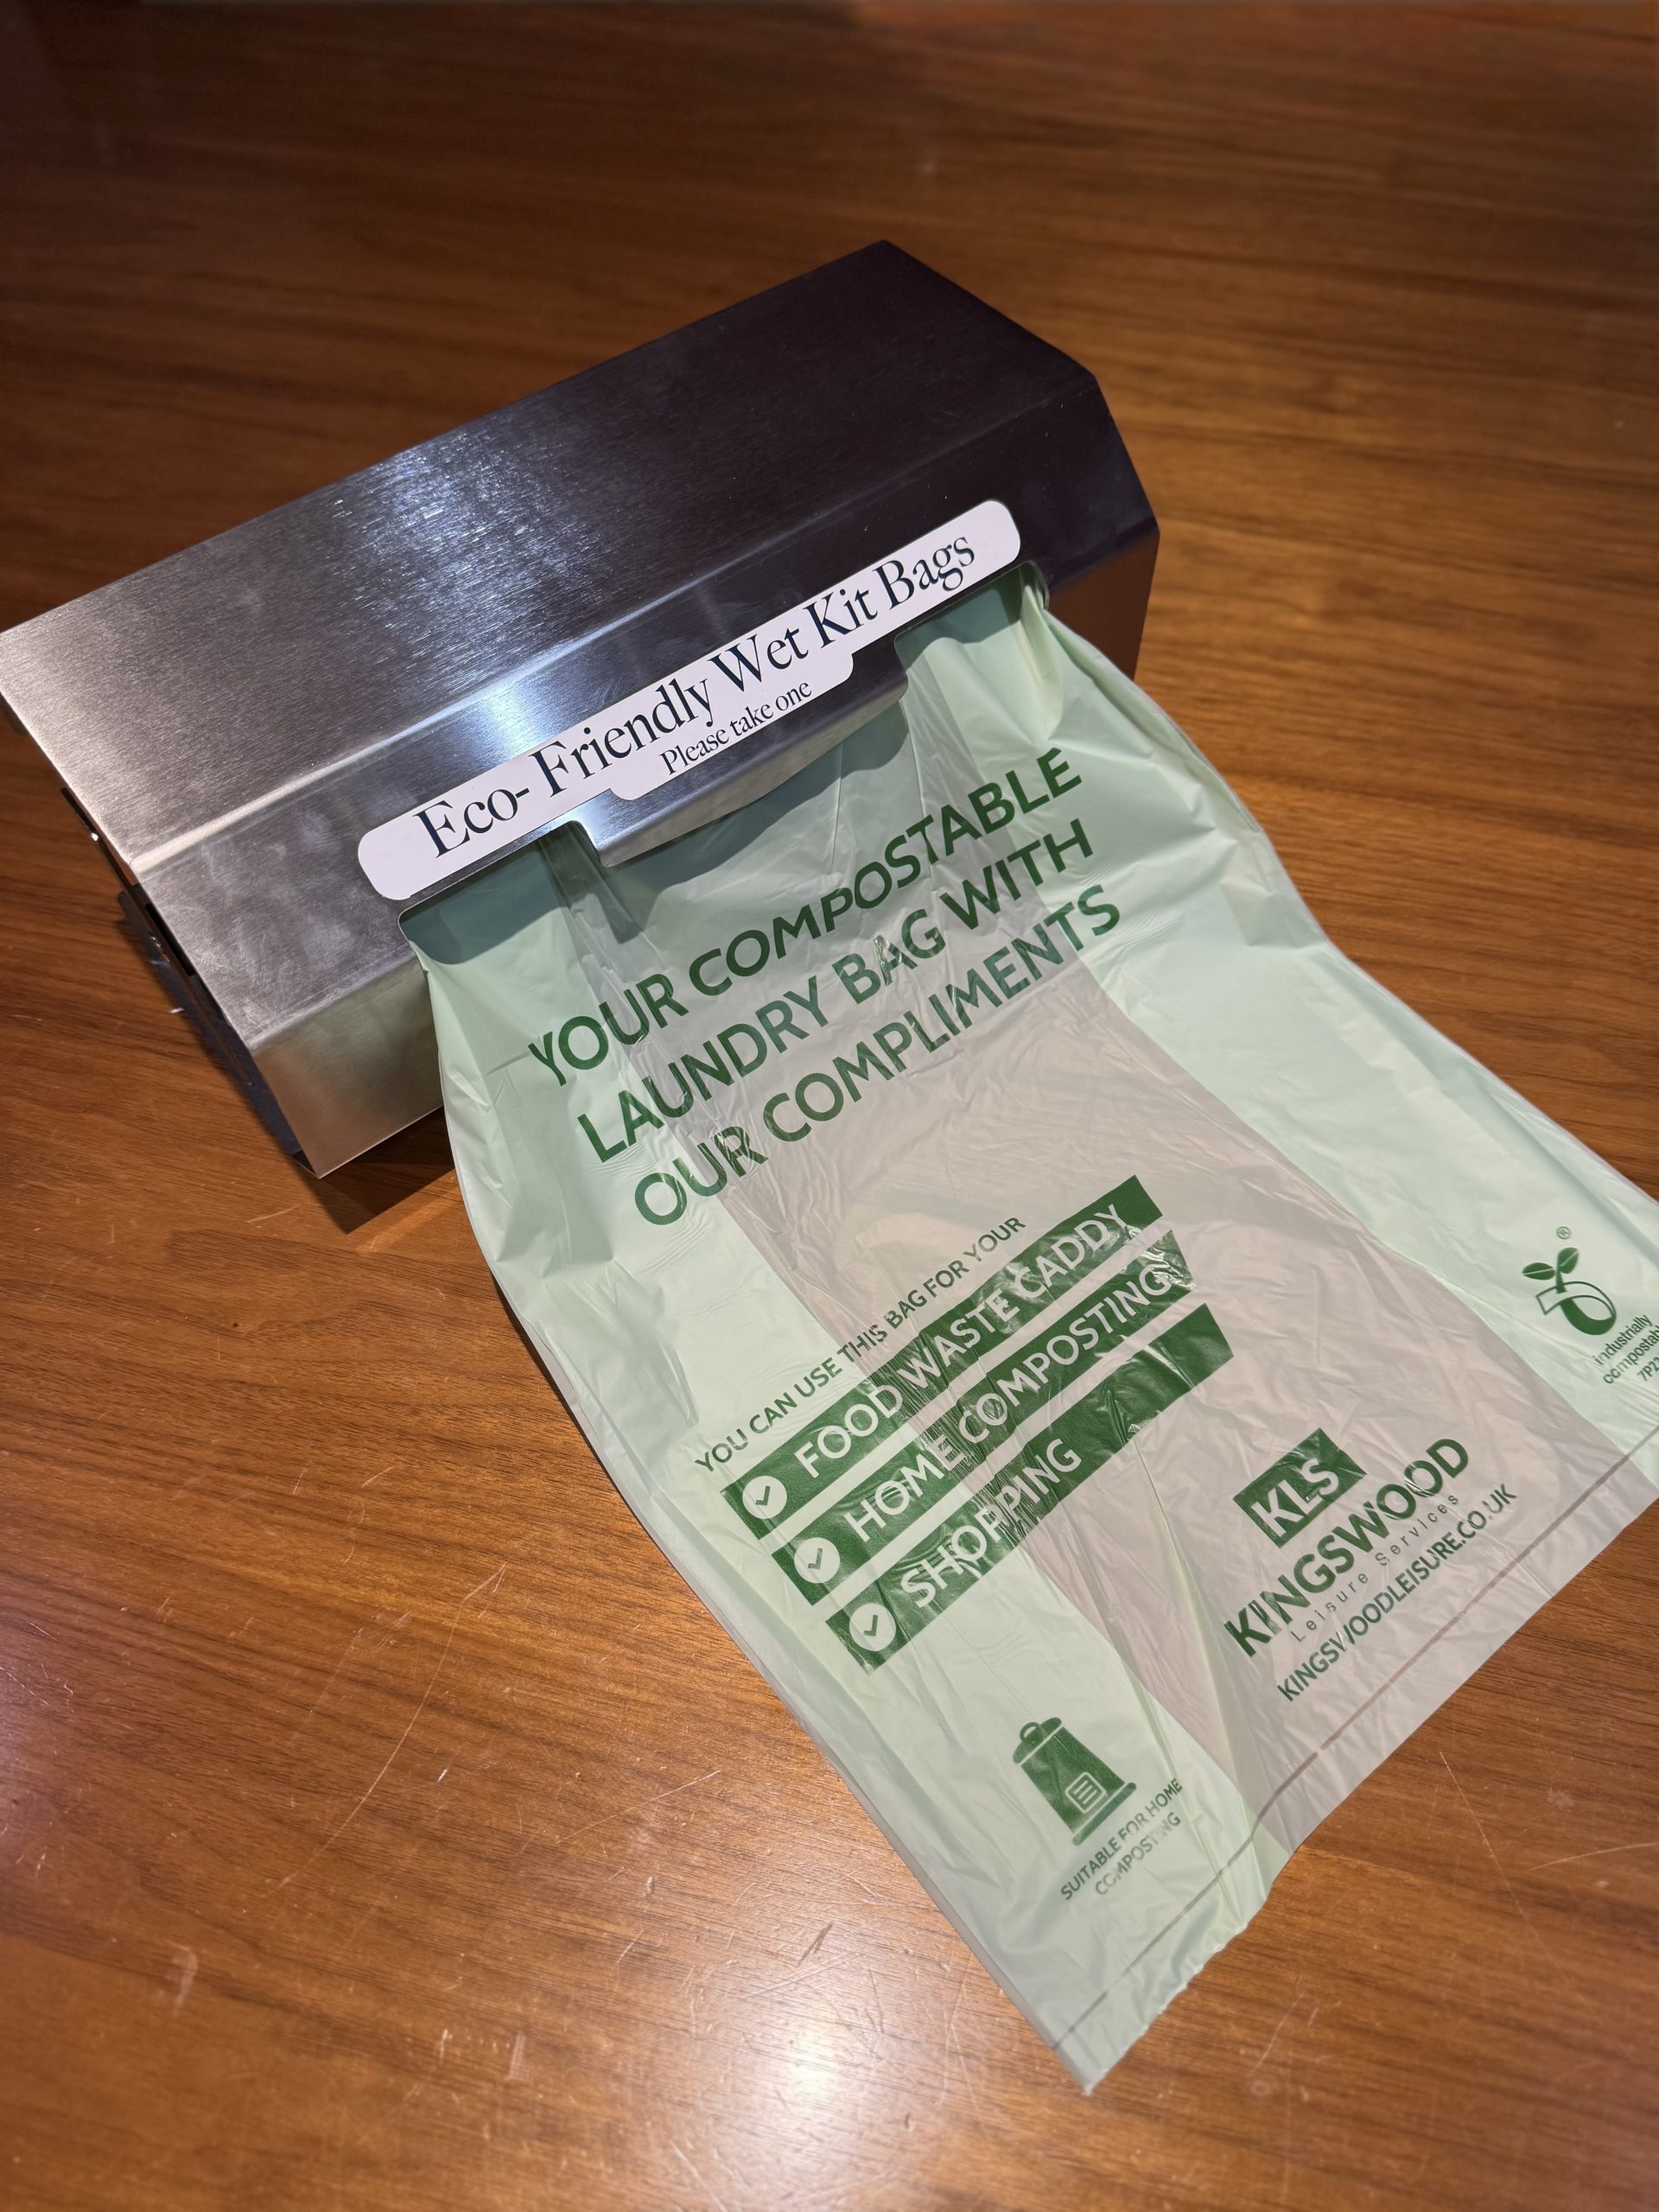 Eco-Friendly Wet Kit Bags
Please take one
YOUR COMPOSTABLE
LAUNDRY BAG WITH
OUR COMPLIMENTS
YOU CAN USE THIS BAG FOR YOUR
FOOD WASTE CADDY
HOME COMPOSTING
SHOPPING
®
industrially
KLS
KINGSWOOD
Leisure Services
KINGSWOODLEISURE.CO.UK
SUITABLE FOR HOME
COMPOSTING